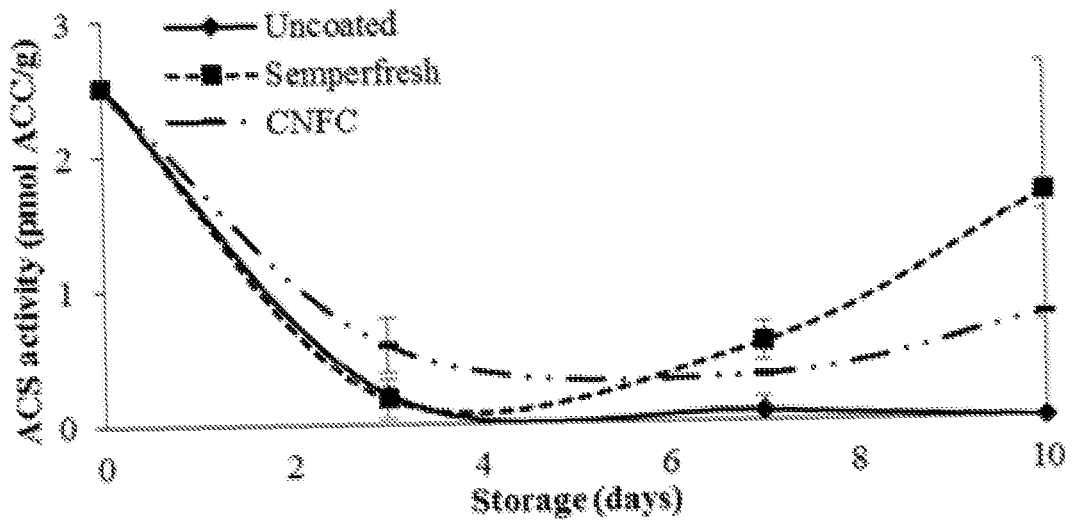 3
Uncoated
Semperfresh
CNFC
2
1
0
ACS activity (pmol ACC/g)
0 2 4 6 8 10
Storage (days)